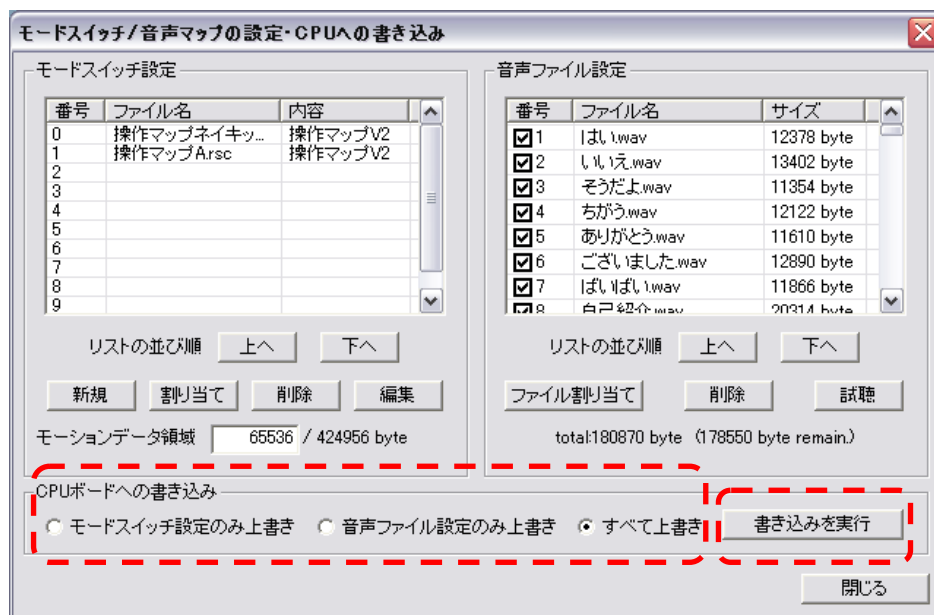 モードスイッチ/音声マップの設定・CPUへの書き込み
モードスイッチ設定
番号 ファイル名 内容
0 操作マップネイキッ... 操作マップV2
1 操作マップA.rsc 操作マップV2
2
3
4
5
6
7
8
9
リストの並び順 上へ 下へ
新規 割り当て 削除 編集
モーションデータ領域 65536 / 424956 byte
音声ファイル設定
番号 ファイル名 サイズ
1 はい.wav 12378 byte
2 いいえ.wav 13402 byte
3 そうだよ.wav 11354 byte
4 ちがう.wav 12122 byte
5 ありがとう.wav 11610 byte
6 ございました.wav 12890 byte
7 ばいばい.wav 11866 byte
8 自己紹介.wav 20314 byte
リストの並び順 上へ 下へ
ファイル割り当て 削除 試聴
total:180870 byte (178550 byte remain.)
CPUボードへの書き込み
モードスイッチ設定のみ上書き 音声ファイル設定のみ上書き すべて上書き 書き込みを実行
閉じる